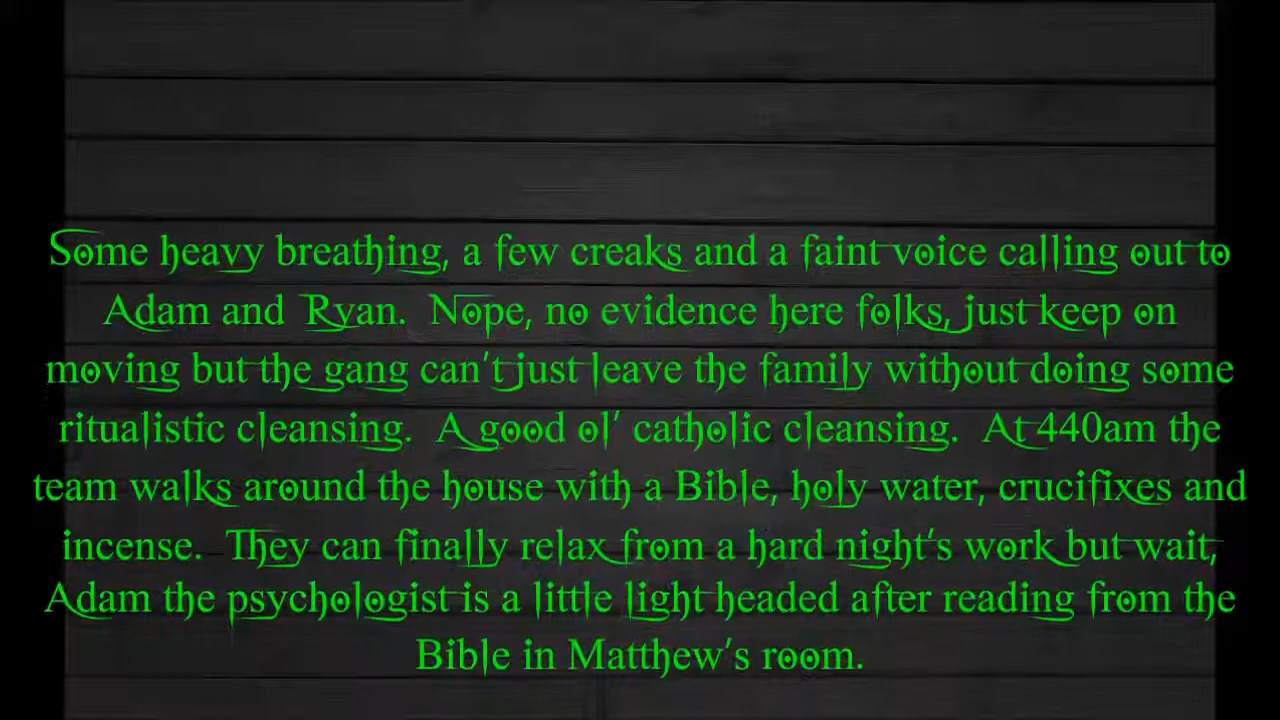 Some heavy breathing, a few creaks and a faint voice calling out to
Adam and Ryan.  Nope, no evidence here folks, just keep on
moving but the gang can't just leave the family without doing some
ritualistic cleansing.  A good ol' catholic cleansing.  At 440am the
team walks around the house with a Bible, holy water, crucifixes and
incense.  They can finally relax from a hard night's work but wait,
Adam the psychologist is a little light headed after reading from the
Bible in Matthew's room.